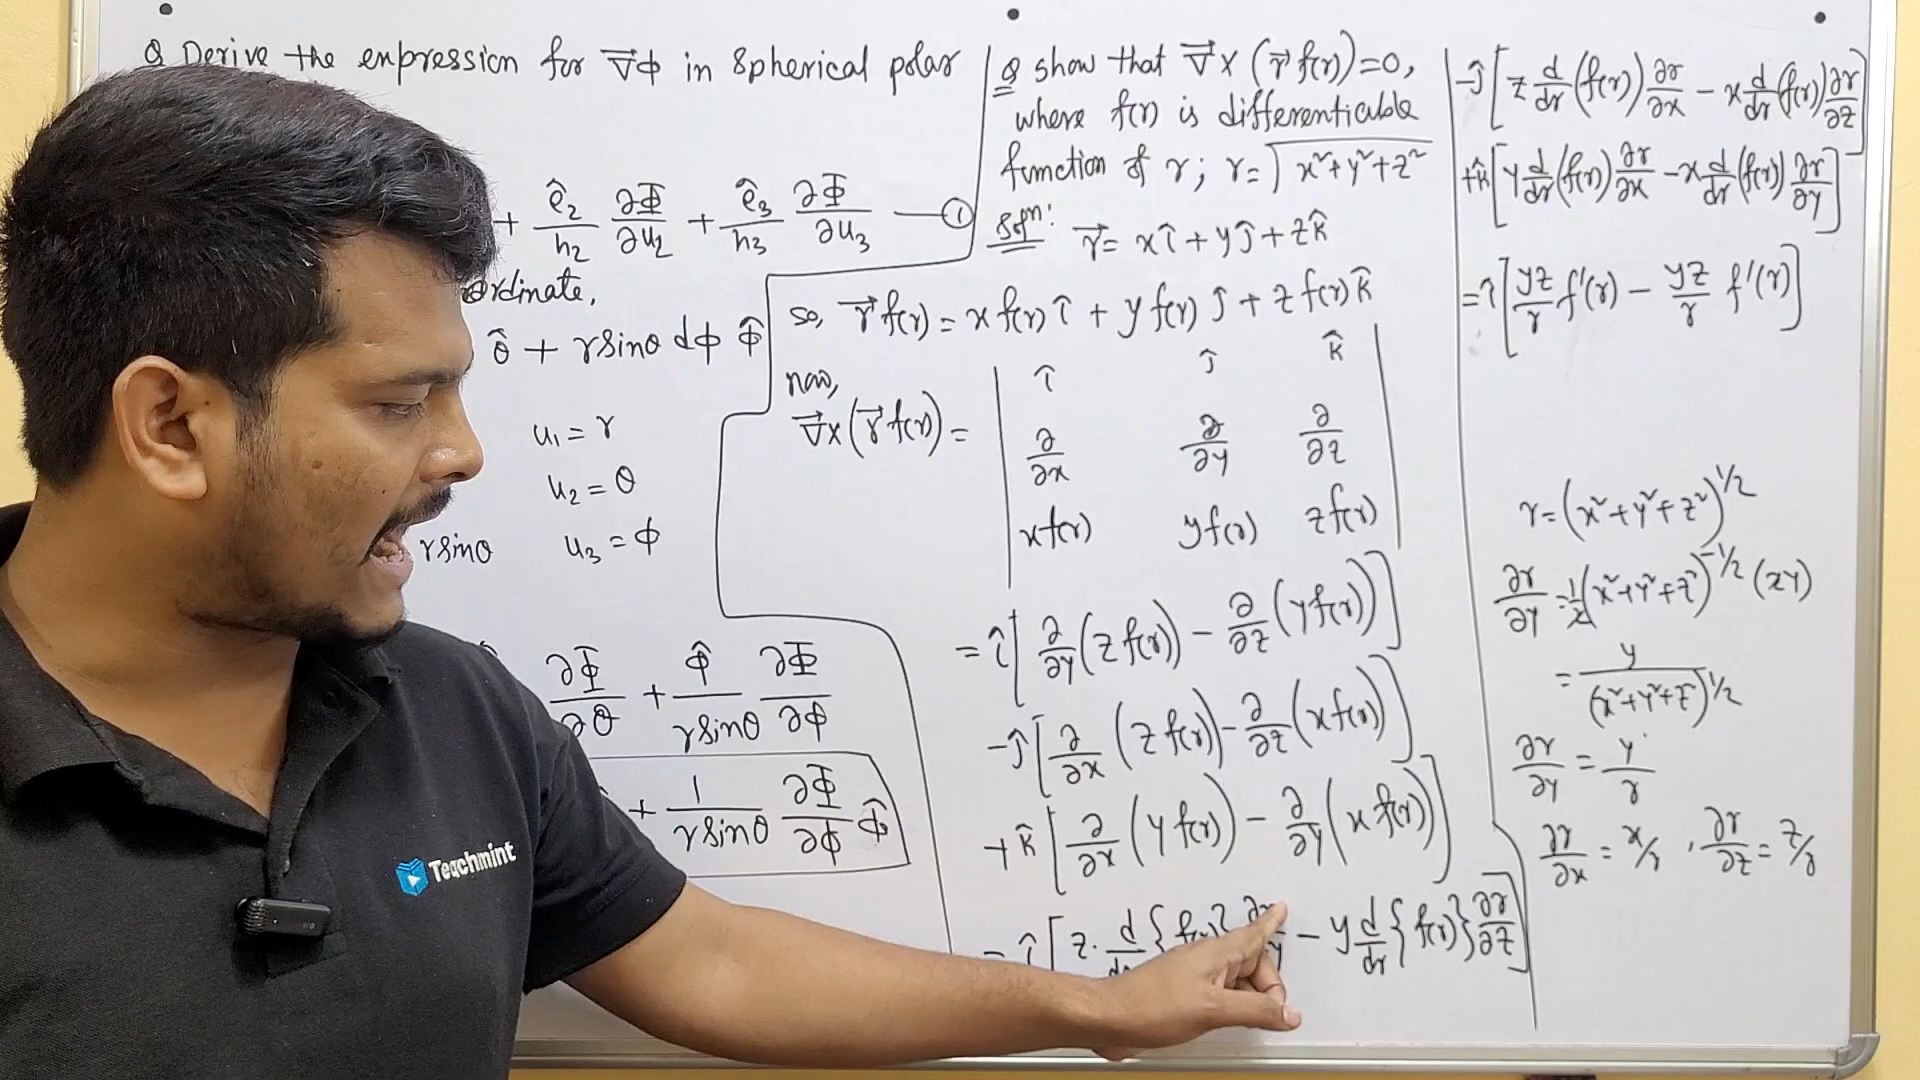 Q Derive the expression for ∇⃗ϕ in spherical polar
+ ê₂/h₂ ∂Φ/∂u₂ + ê₃/h₃ ∂Φ/∂u₃ —①
ordinate,
θ̂ + r sinθ dϕ Φ̂
u₁ = r
u₂ = θ
r sinθ u₃ = ϕ
∂Φ/∂θ + ϕ̂/(r sinθ) ∂Φ/∂ϕ
+ 1/(r sinθ) ∂Φ/∂ϕ ϕ̂
Q show that ∇⃗ × (r⃗ f(r)) = 0,
where f(r) is differenticable
function of r; r = √(x² + y² + z²)
Solⁿ: r⃗ = x î + y ĵ + z k̂
so, r⃗ f(r) = x f(r) î + y f(r) ĵ + z f(r) k̂
now,
î ĵ k̂
∇⃗ × (r⃗ f(r)) = | ∂/∂x ∂/∂y ∂/∂z |
x f(r) y f(r) z f(r)
= î [∂/∂y (z f(r)) − ∂/∂z (y f(r))]
− ĵ [∂/∂x (z f(r)) − ∂/∂z (x f(r))]
+ k̂ [∂/∂x (y f(r)) − ∂/∂y (x f(r))]
= î [z· d/dr { f(r) } − y d/dr { f(r) } ∂r/∂z]
− ĵ [z d/dr (f(r)) ∂r/∂x − x d/dr (f(r)) ∂r/∂z]
+ k̂ [y d/dr (f(r)) ∂r/∂x − x d/dr (f(r)) ∂r/∂y]
= î [yz/r f'(r) − yz/r f'(r)]
r = (x² + y² + z²)^1/2
∂r/∂y = 1/2 (x² + y² + z²)^−1/2 (2y)
= y/(x² + y² + z²)^1/2
∂r/∂y = y/r
∂r/∂x = x/r , ∂r/∂z = z/r
Teachmint